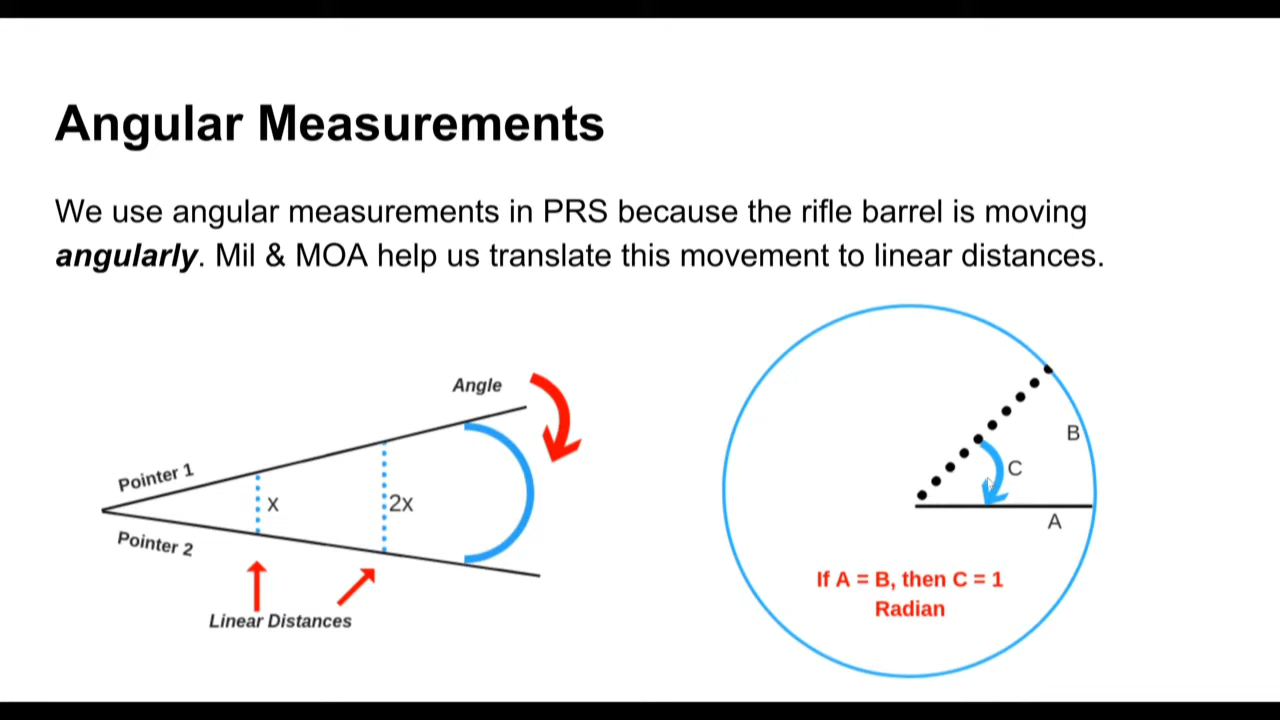 Angular Measurements
We use angular measurements in PRS because the rifle barrel is moving
angularly. Mil & MOA help us translate this movement to linear distances.
Angle
Pointer 1
x
2x
Pointer 2
Linear Distances
B
C
A
If A = B, then C = 1
Radian